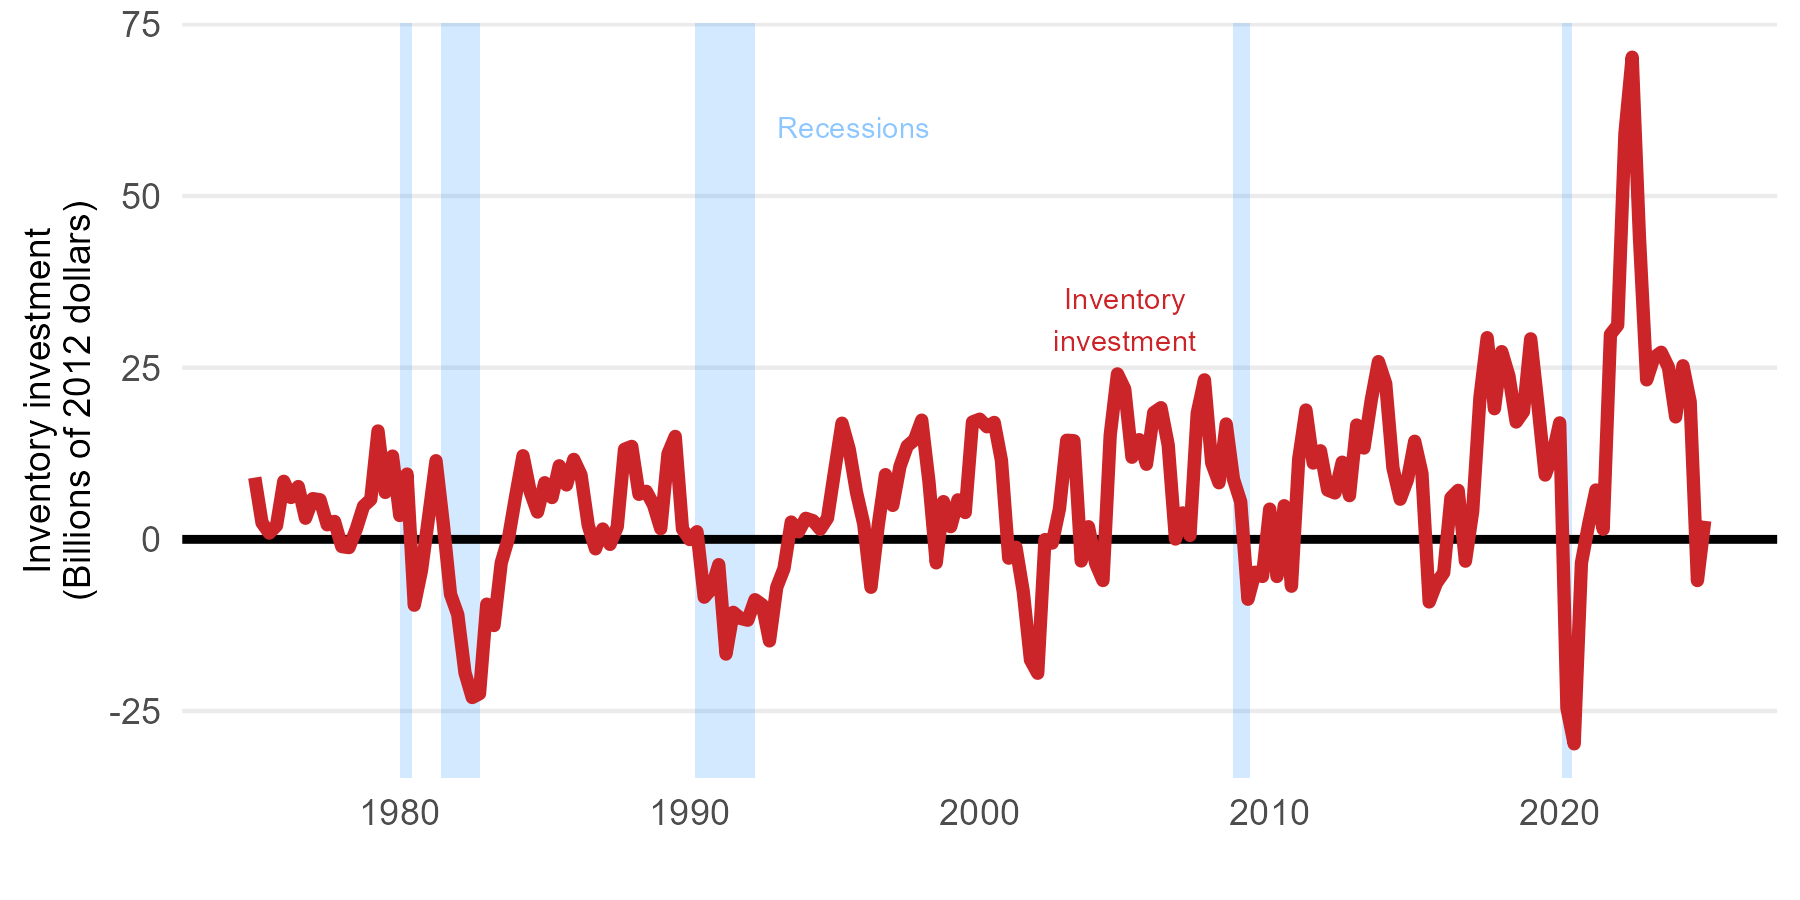 75
50
25
0
-25
Inventory investment
(Billions of 2012 dollars)
Recessions
Inventory
investment
1980
1990
2000
2010
2020